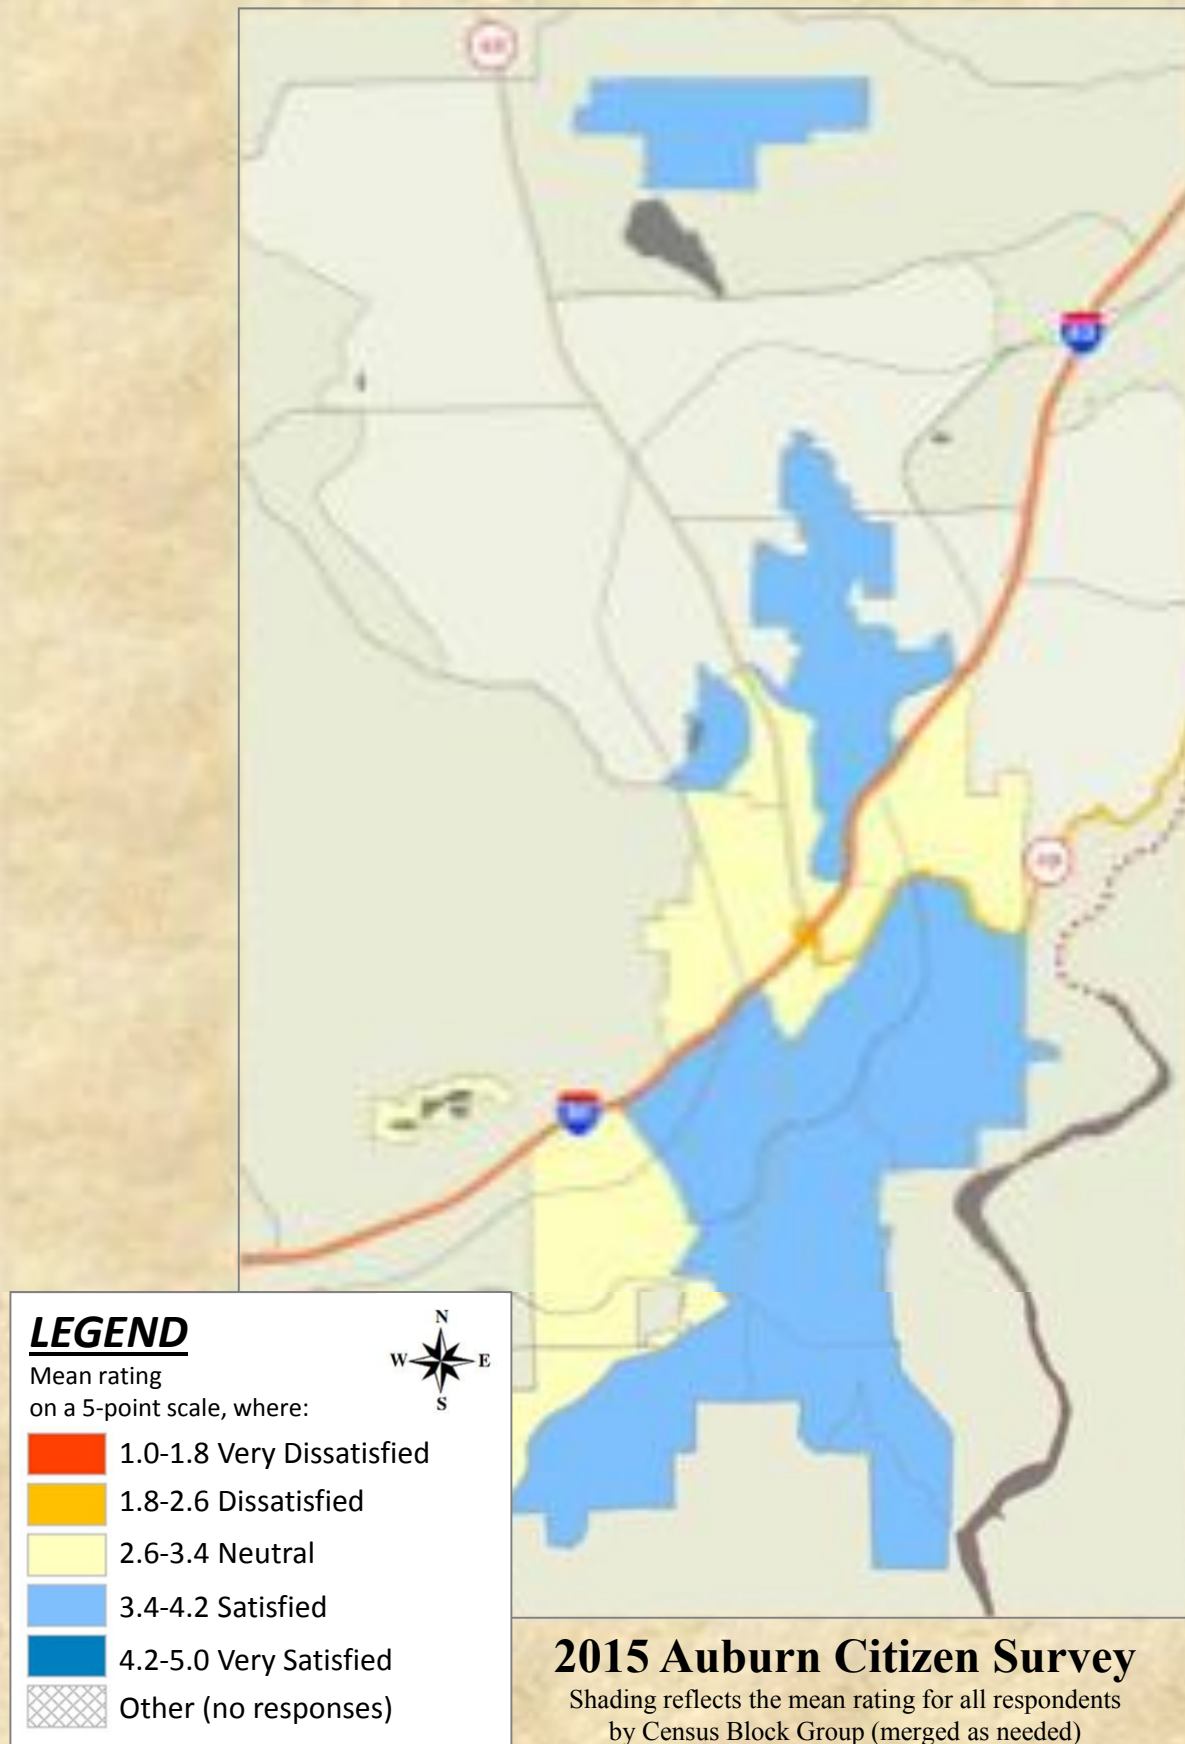 LEGEND
Mean rating
on a 5-point scale, where:
1.0-1.8 Very Dissatisfied
1.8-2.6 Dissatisfied
2.6-3.4 Neutral
3.4-4.2 Satisfied
4.2-5.0 Very Satisfied
Other (no responses)
N
W
E
S
2015 Auburn Citizen Survey
Shading reflects the mean rating for all respondents
by Census Block Group (merged as needed)